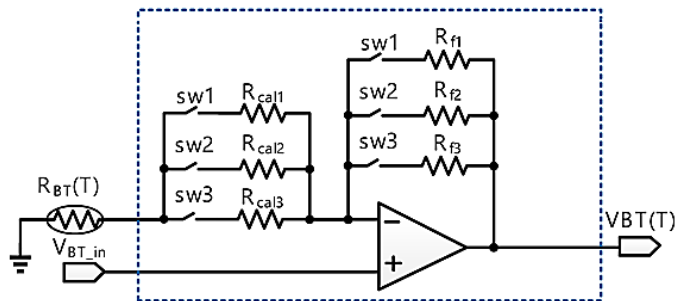 sw1 Rf1
sw1 Rcal1 sw2 Rf2
sw2 Rcal2 sw3 Rf3
RBT(T) sw3 Rcal3
− VBT(T)
VBT_in +